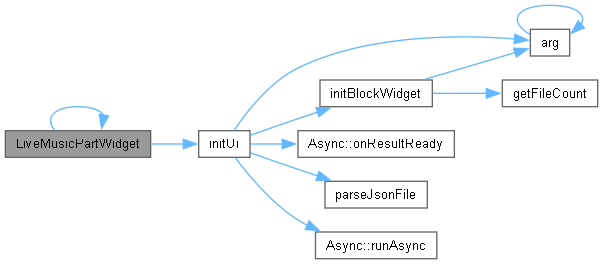 LiveMusicPartWidget
initUi
arg
initBlockWidget
getFileCount
Async::onResultReady
parseJsonFile
Async::runAsync